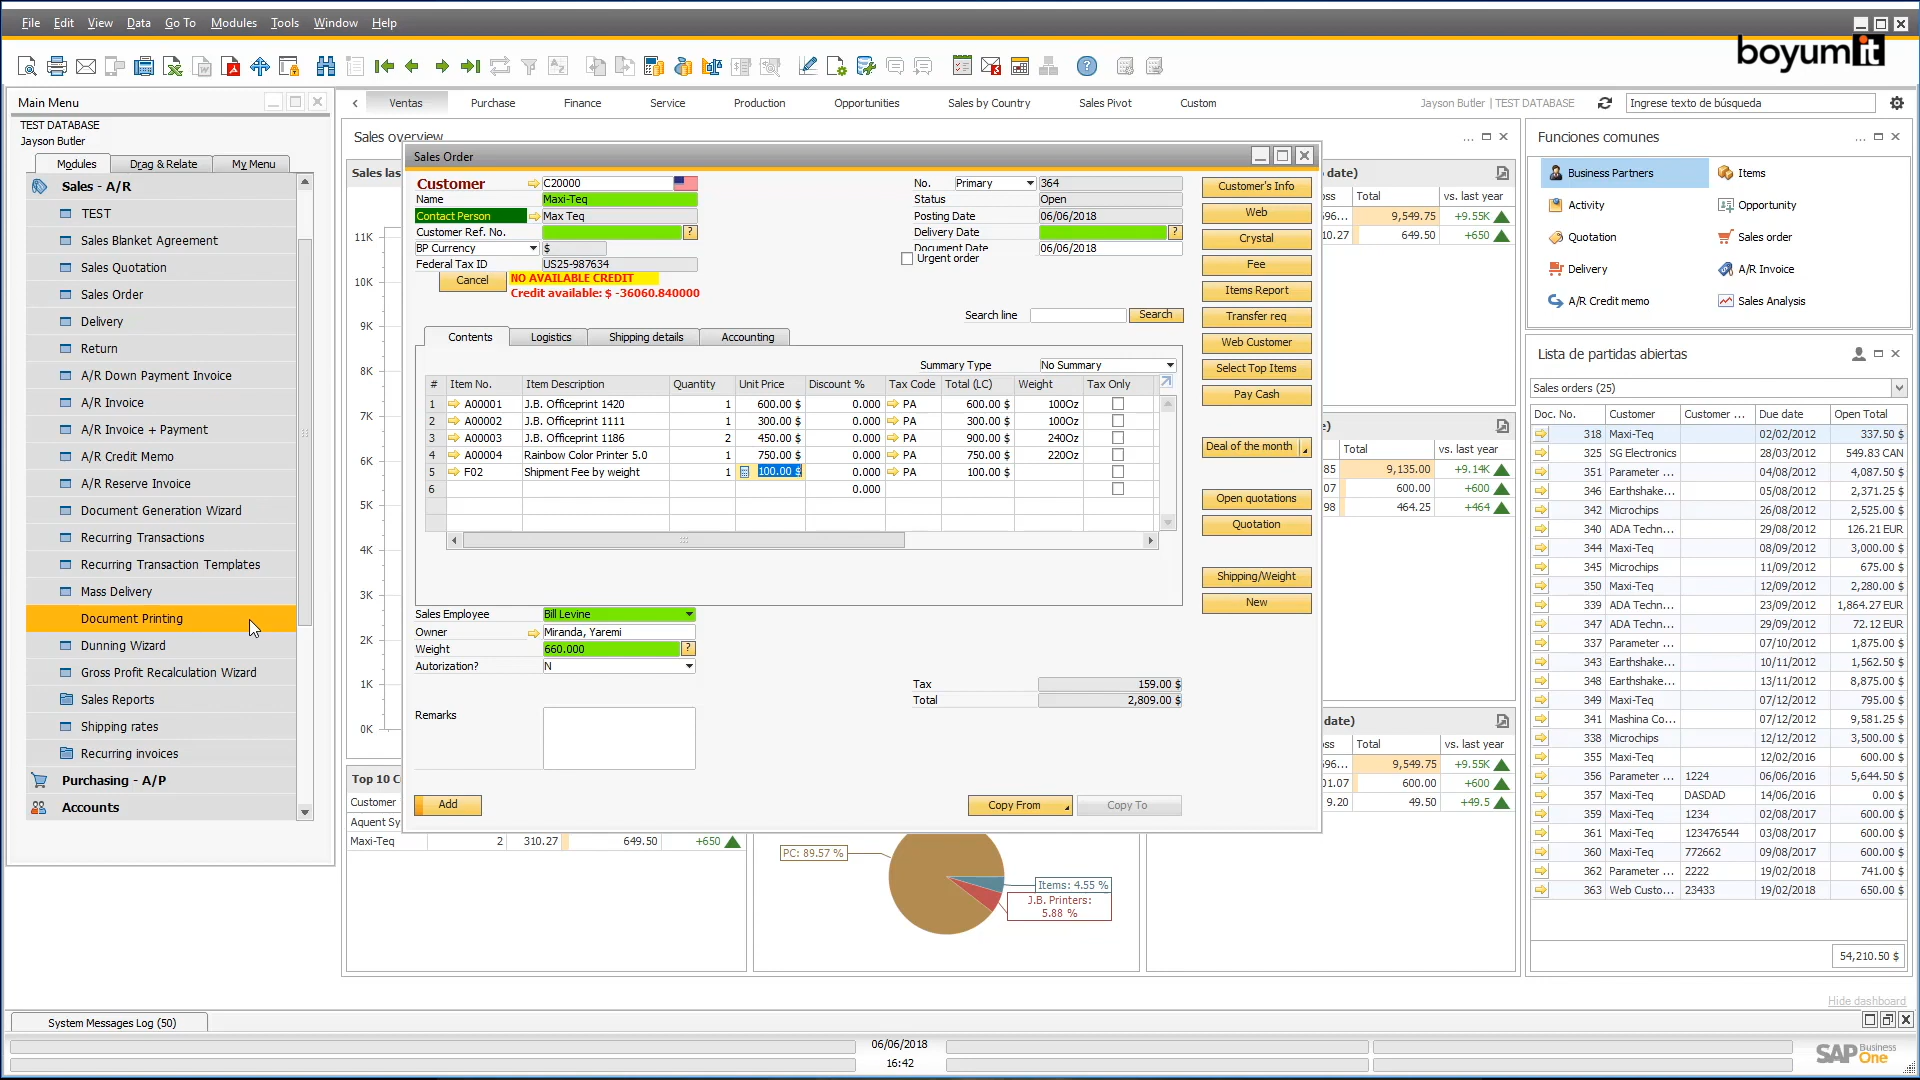 File Edit View Data Go To Modules Tools Window Help
boyumit
Main Menu
TEST DATABASE
Jayson Butler
Modules Drag & Relate My Menu
Sales - A/R
TEST
Sales Blanket Agreement
Sales Quotation
Sales Order
Delivery
Return
A/R Down Payment Invoice
A/R Invoice
A/R Invoice + Payment
A/R Credit Memo
A/R Reserve Invoice
Document Generation Wizard
Recurring Transactions
Recurring Transaction Templates
Mass Delivery
Document Printing
Dunning Wizard
Gross Profit Recalculation Wizard
Sales Reports
Shipping rates
Recurring invoices
Purchasing - A/P
Accounts
Ventas Purchase Finance Service Production Opportunities Sales by Country Sales Pivot Custom
Jayson Butler | TEST DATABASE
Ingrese texto de búsqueda
Sales overview
Sales las
11K
10K
9K
8K
7K
6K
5K
4K
3K
2K
1K
0K
Sales Order
Customer C20000
Name Maxi-Teq
Contact Person Max Teq
Customer Ref. No. ?
BP Currency $
Federal Tax ID US25-987634
Cancel NO AVAILABLE CREDIT
Credit available: $ -36060.840000
No. Primary 364
Status Open
Posting Date 06/06/2018
Delivery Date ?
Document Date 06/06/2018
Urgent order
Search line Search
Contents Logistics Shipping details Accounting
Summary Type No Summary
# Item No. Item Description Quantity Unit Price Discount % Tax Code Total (LC) Weight Tax Only
1 A00001 J.B. Officeprint 1420 1 600.00 $ 0.000 PA 600.00 $ 100Oz
2 A00002 J.B. Officeprint 1111 1 300.00 $ 0.000 PA 300.00 $ 100Oz
3 A00003 J.B. Officeprint 1186 2 450.00 $ 0.000 PA 900.00 $ 240Oz
4 A00004 Rainbow Color Printer 5.0 1 750.00 $ 0.000 PA 750.00 $ 220Oz
5 F02 Shipment Fee by weight 1 100.00 $ 0.000 PA 100.00 $
6 0.000
Sales Employee Bill Levine
Owner Miranda, Yaremi
Weight 660.000 ?
Autorization? N
Tax 159.00 $
Total 2,809.00 $
Remarks
Add Copy From Copy To
Customer's Info
Web
Crystal
Fee
Items Report
Transfer req
Web Customer
Select Top Items
Pay Cash
Deal of the month
Open quotations
Quotation
Shipping/Weight
New
date)
oss Total vs. last year
596... 9,549.75 +9.55K
10.27 649.50 +650
e)
Total vs. last year
85 9,135.00 +9.14K
07 600.00 +600
98 464.25 +464
date)
oss Total vs. last year
596... 9,549.75 +9.55K
01.07 600.00 +600
9.20 49.50 +49.5
Top 10 C
Customer
Aquent Sy
Maxi-Teq 2 310.27 649.50 +650
PC: 89.57 %
Items: 4.55 %
J.B. Printers:
5.88 %
Funciones comunes
Business Partners Items
Activity Opportunity
Quotation Sales order
Delivery A/R Invoice
A/R Credit memo Sales Analysis
Lista de partidas abiertas
Sales orders (25)
Doc. No. Customer Customer ... Due date Open Total
318 Maxi-Teq 02/02/2012 337.50 $
325 SG Electronics 28/03/2012 549.83 CAN
351 Parameter ... 04/08/2012 4,087.50 $
346 Earthshake... 05/08/2012 2,371.25 $
342 Microchips 26/08/2012 2,525.00 $
340 ADA Techn... 29/08/2012 126.21 EUR
344 Maxi-Teq 08/09/2012 3,000.00 $
345 Microchips 11/09/2012 675.00 $
350 Maxi-Teq 12/09/2012 2,280.00 $
339 ADA Techn... 23/09/2012 1,864.27 EUR
347 ADA Techn... 29/09/2012 72.12 EUR
337 Parameter ... 07/10/2012 1,875.00 $
343 Earthshake... 10/11/2012 1,562.50 $
348 Earthshake... 13/11/2012 8,875.00 $
349 Maxi-Teq 07/12/2012 795.00 $
341 Mashina Co... 07/12/2012 9,581.25 $
338 Microchips 12/12/2012 3,500.00 $
355 Maxi-Teq 12/02/2016 600.00 $
356 Parameter ... 1224 06/06/2016 5,644.50 $
357 Maxi-Teq DASDAD 14/06/2016 0.00 $
359 Maxi-Teq 1234 02/08/2017 600.00 $
361 Maxi-Teq 123476544 03/08/2017 600.00 $
360 Maxi-Teq 772662 09/08/2017 600.00 $
362 Parameter ... 2222 19/02/2018 741.00 $
363 Web Custo... 23433 19/02/2018 650.00 $
54,210.50 $
Hide dashboard
System Messages Log (50)
06/06/2018
16:42
SAP Business One